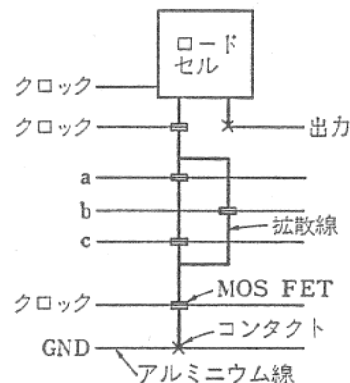 ロード
セル
クロック
クロック
出力
a
b
拡散線
c
クロック
MOS FET
コンタクト
GND
アルミニウム線